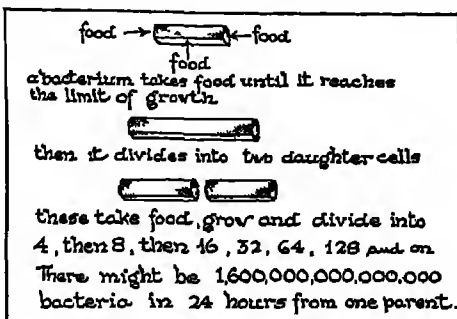 food food
food
a bacterium takes food until it reaches
the limit of growth
then it divides into two daughter cells
these take food, grow and divide into
4, then 8, then 16, 32, 64, 128 and on
There might be 1,600,000,000,000,000
bacteria in 24 hours from one parent.